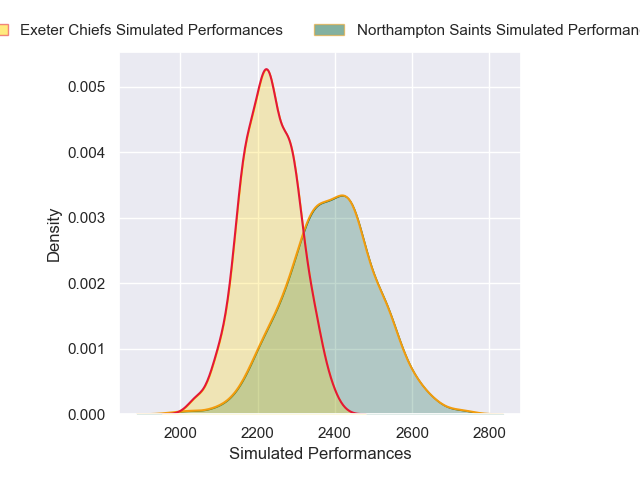 Exeter Chiefs Simulated Performances
Northampton Saints Simulated
0.005
0.004
0.003
0.002
0.001
0.000
Density
2000 2200 2400 2600 2800
Simulated Performances